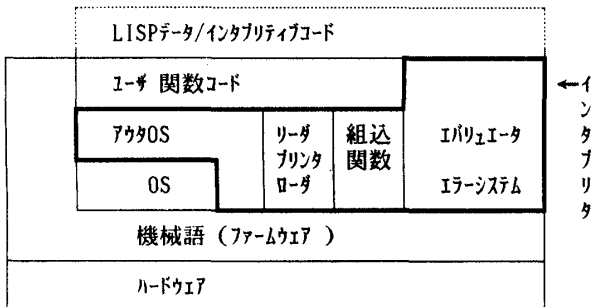 LISPデータ/インタプリティブコード
ユーザ 関数コード
アウタOS
OS
リーダ
プリンタ
ローダ
組込
関数
エバリュエータ
エラーシステム
←インタプリタ
機械語(ファームウェア )
ハードウェア